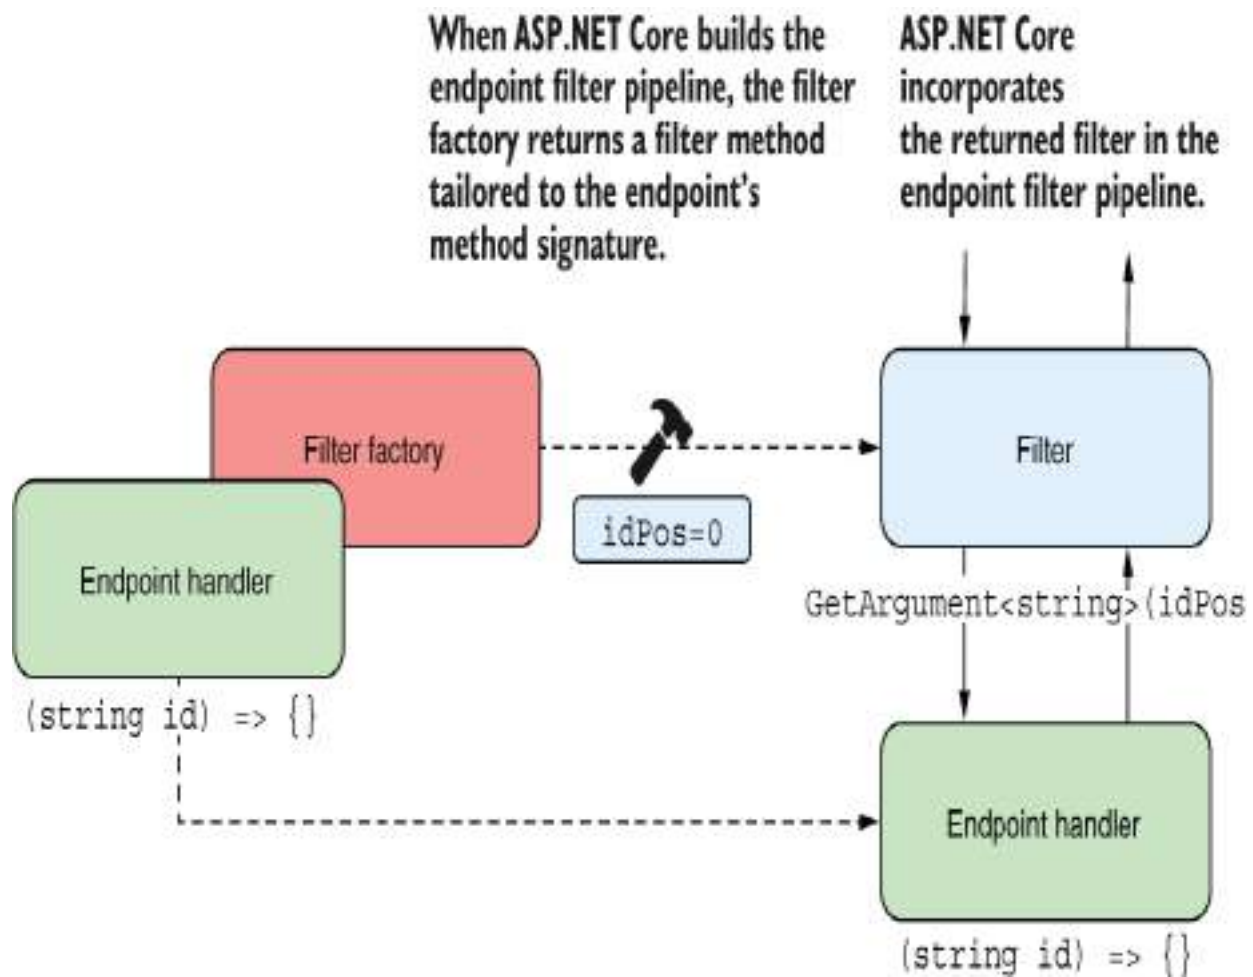 When ASP.NET Core builds the
endpoint filter pipeline, the filter
factory returns a filter method
tailored to the endpoint's
method signature.
ASP.NET Core
incorporates
the returned filter in the
endpoint filter pipeline.
Filter factory
Filter
idPos=0
Endpoint handler
GetArgument<string>(idPos
(string id) => {}
Endpoint handler
(string id) => {}